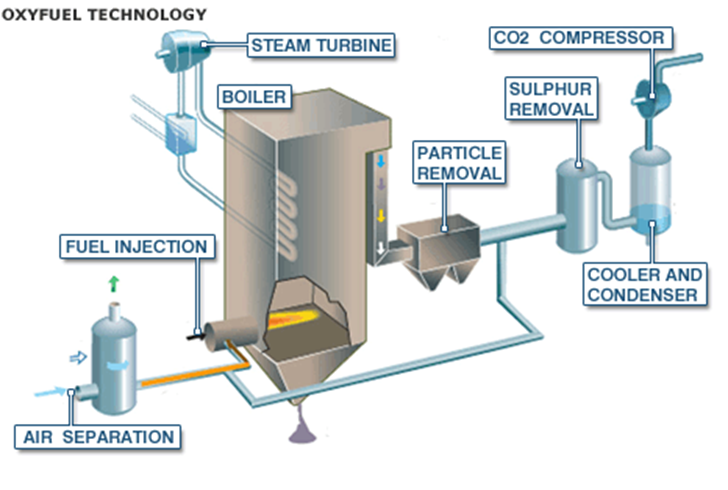 OXYFUEL TECHNOLOGY
STEAM TURBINE
CO2 COMPRESSOR
BOILER
SULPHUR
REMOVAL
PARTICLE
REMOVAL
FUEL INJECTION
COOLER AND
CONDENSER
AIR SEPARATION